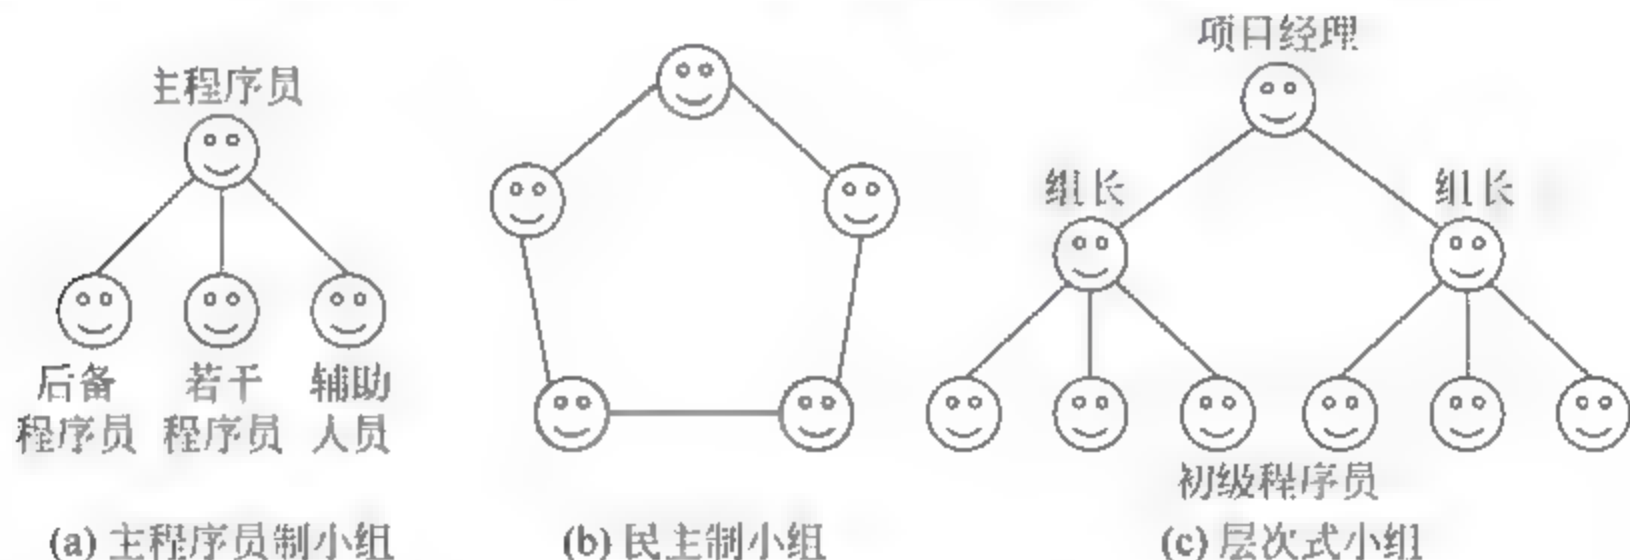 主程序员
后备
程序员
若干
程序员
辅助
人员
(a) 主程序员制小组
(b) 民主制小组
项目经理
组长
组长
初级程序员
(c) 层次式小组